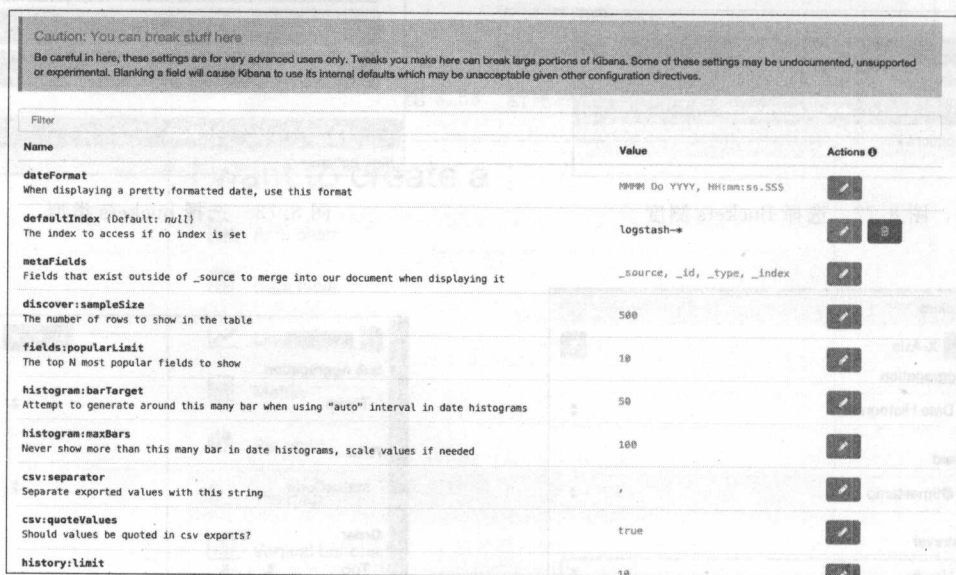 Caution: You can break stuff here
Be careful in here, these settings are for very advanced users only. Tweaks you make here can break large portions of Kibana. Some of these settings may be undocumented, unsupported
or experimental. Blanking a field will cause Kibana to use its internal defaults which may be unacceptable given other configuration directives.
Filter
Name Value Actions
dateFormat
When displaying a pretty formatted date, use this format MMMM Do YYYY, HH:mm:ss.SSS
defaultIndex (Default: null)
The index to access if no index is set logstash-*
metaFields
Fields that exist outside of _source to merge into our document when displaying it _source, _id, _type, _index
discover:sampleSize
The number of rows to show in the table 500
fields:popularLimit
The top N most popular fields to show 10
histogram:barTarget
Attempt to generate around this many bar when using "auto" interval in date histograms 50
histogram:maxBars
Never show more than this many bar in date histograms, scale values if needed 100
csv:separator
Separate exported values with this string ,
csv:quoteValues
Should values be quoted in csv exports? true
history:limit 10